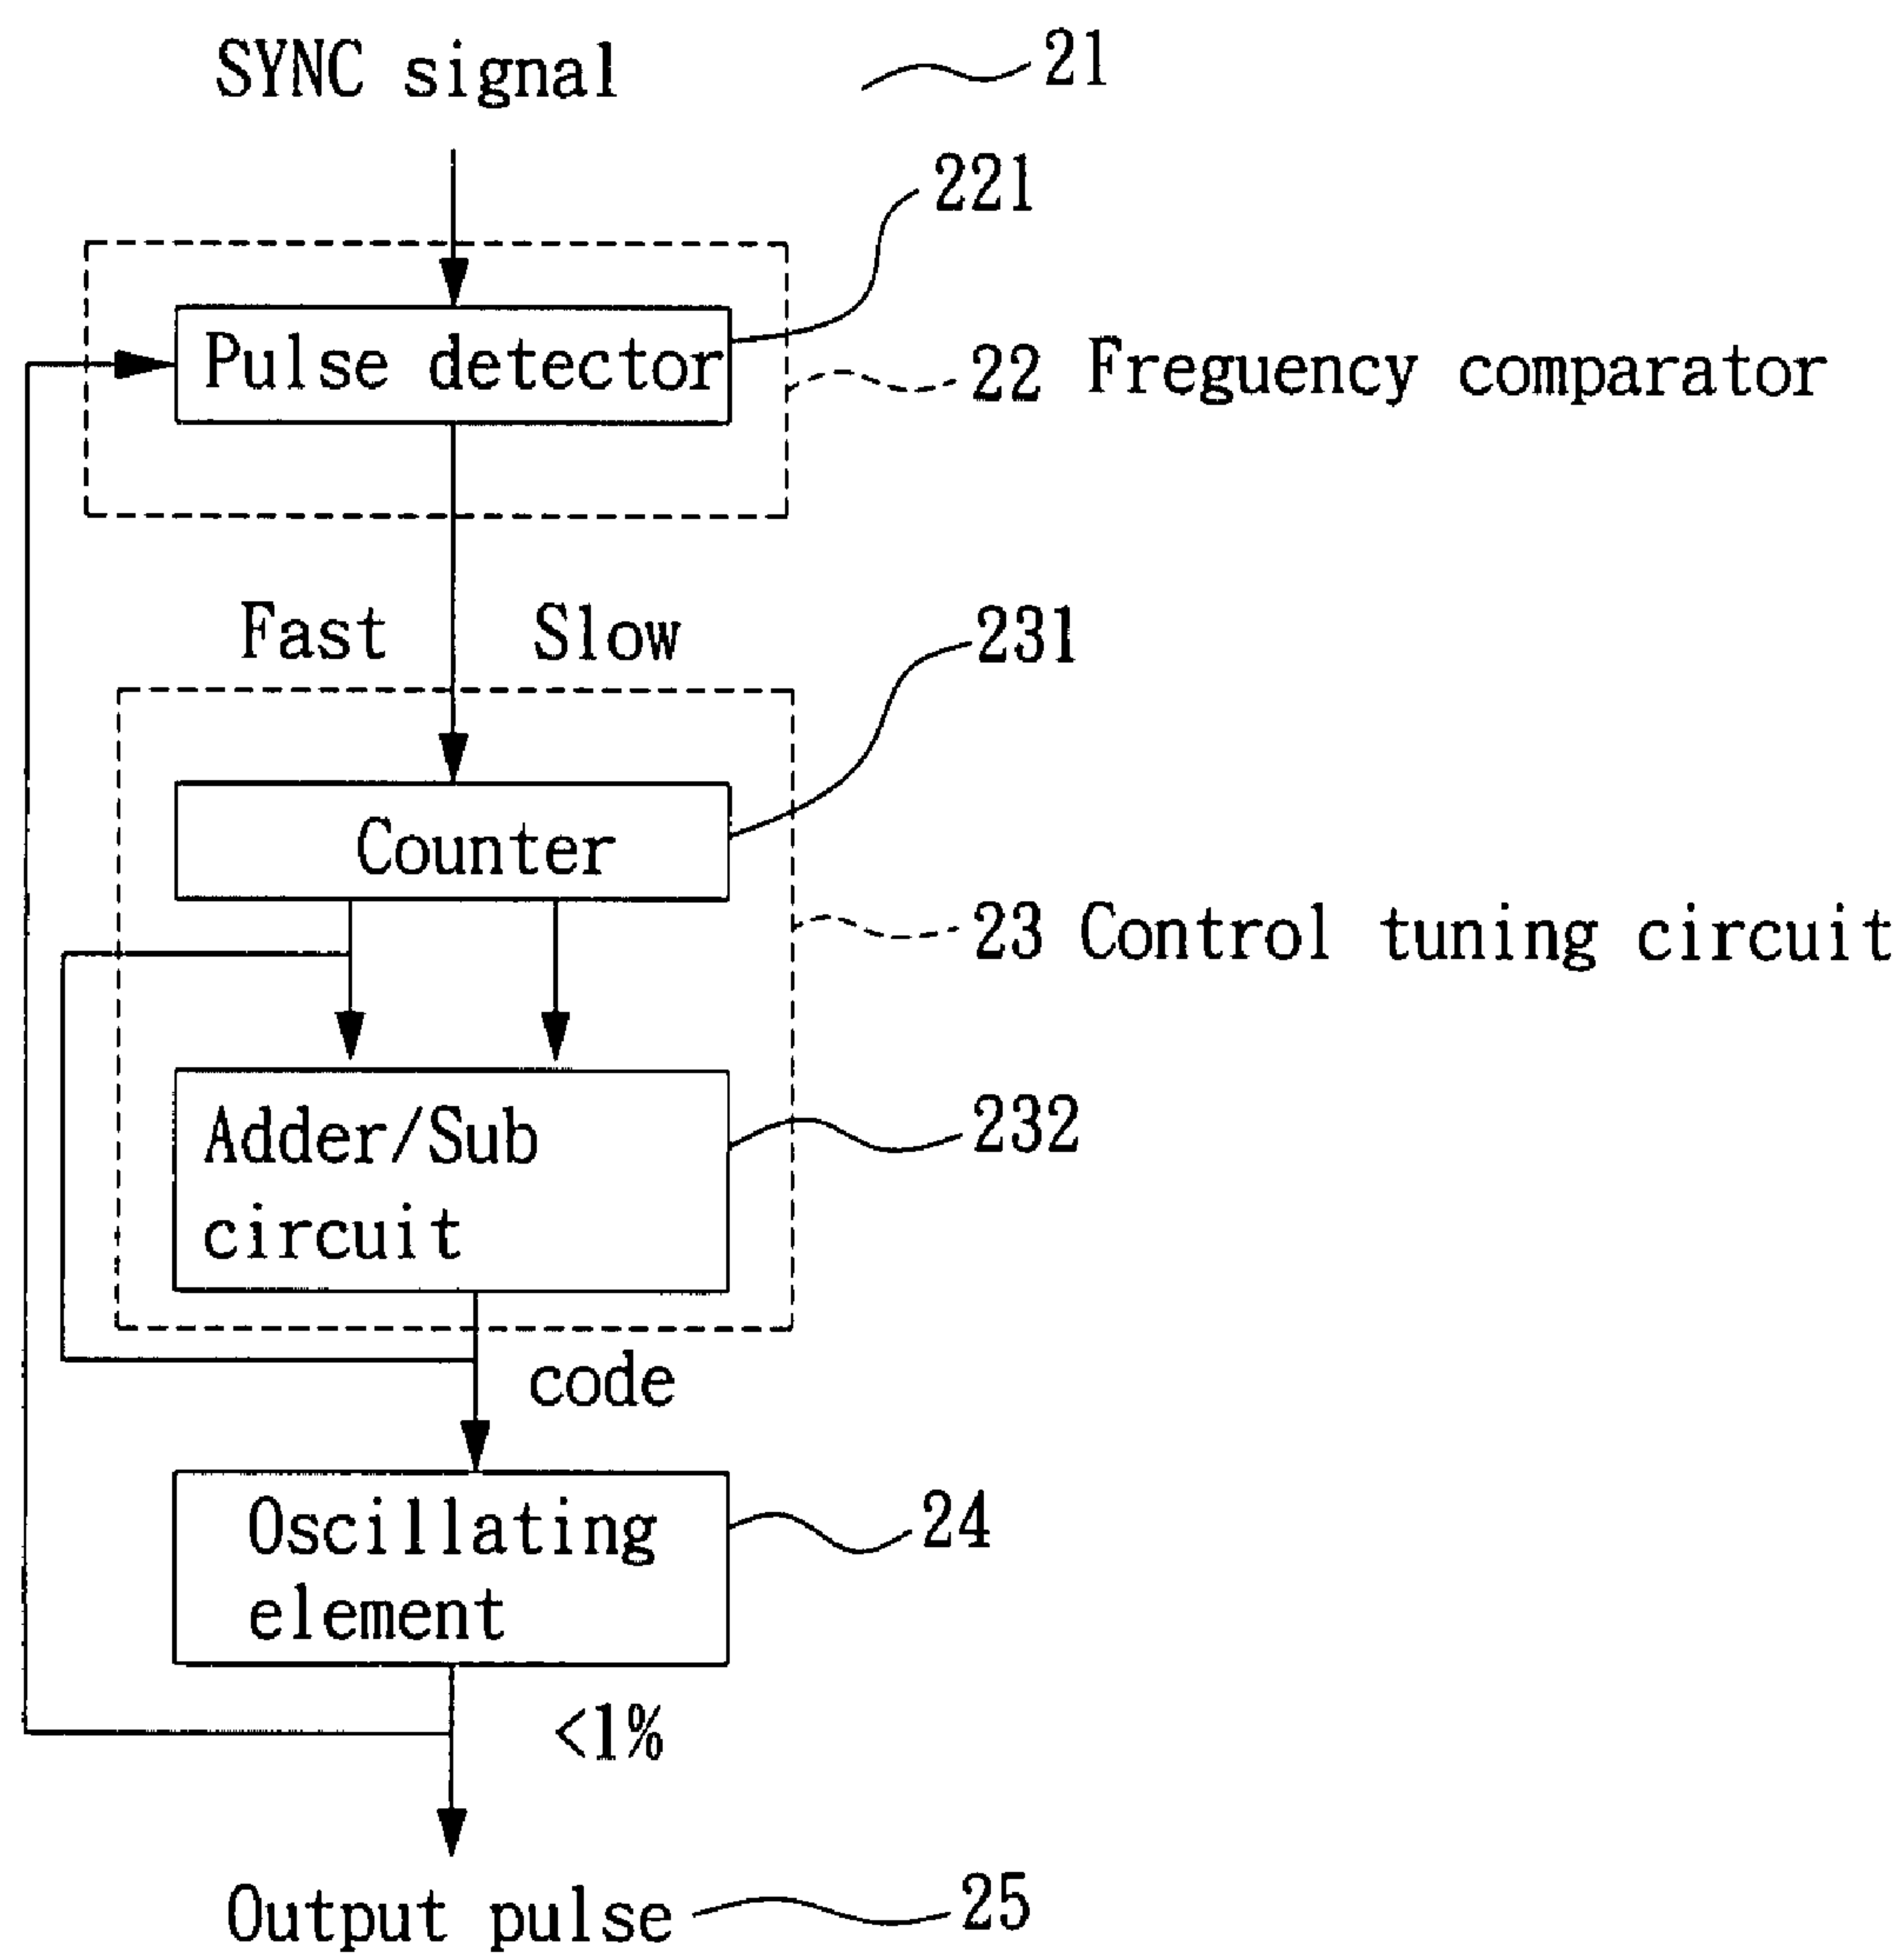 SYNC signal 21
221
Pulse detector
22 Freguency comparator
Fast Slow
231
Counter
23 Control tuning circuit
Adder/Sub
circuit
232
code
Oscillating
element
24
<1%
Output pulse 25